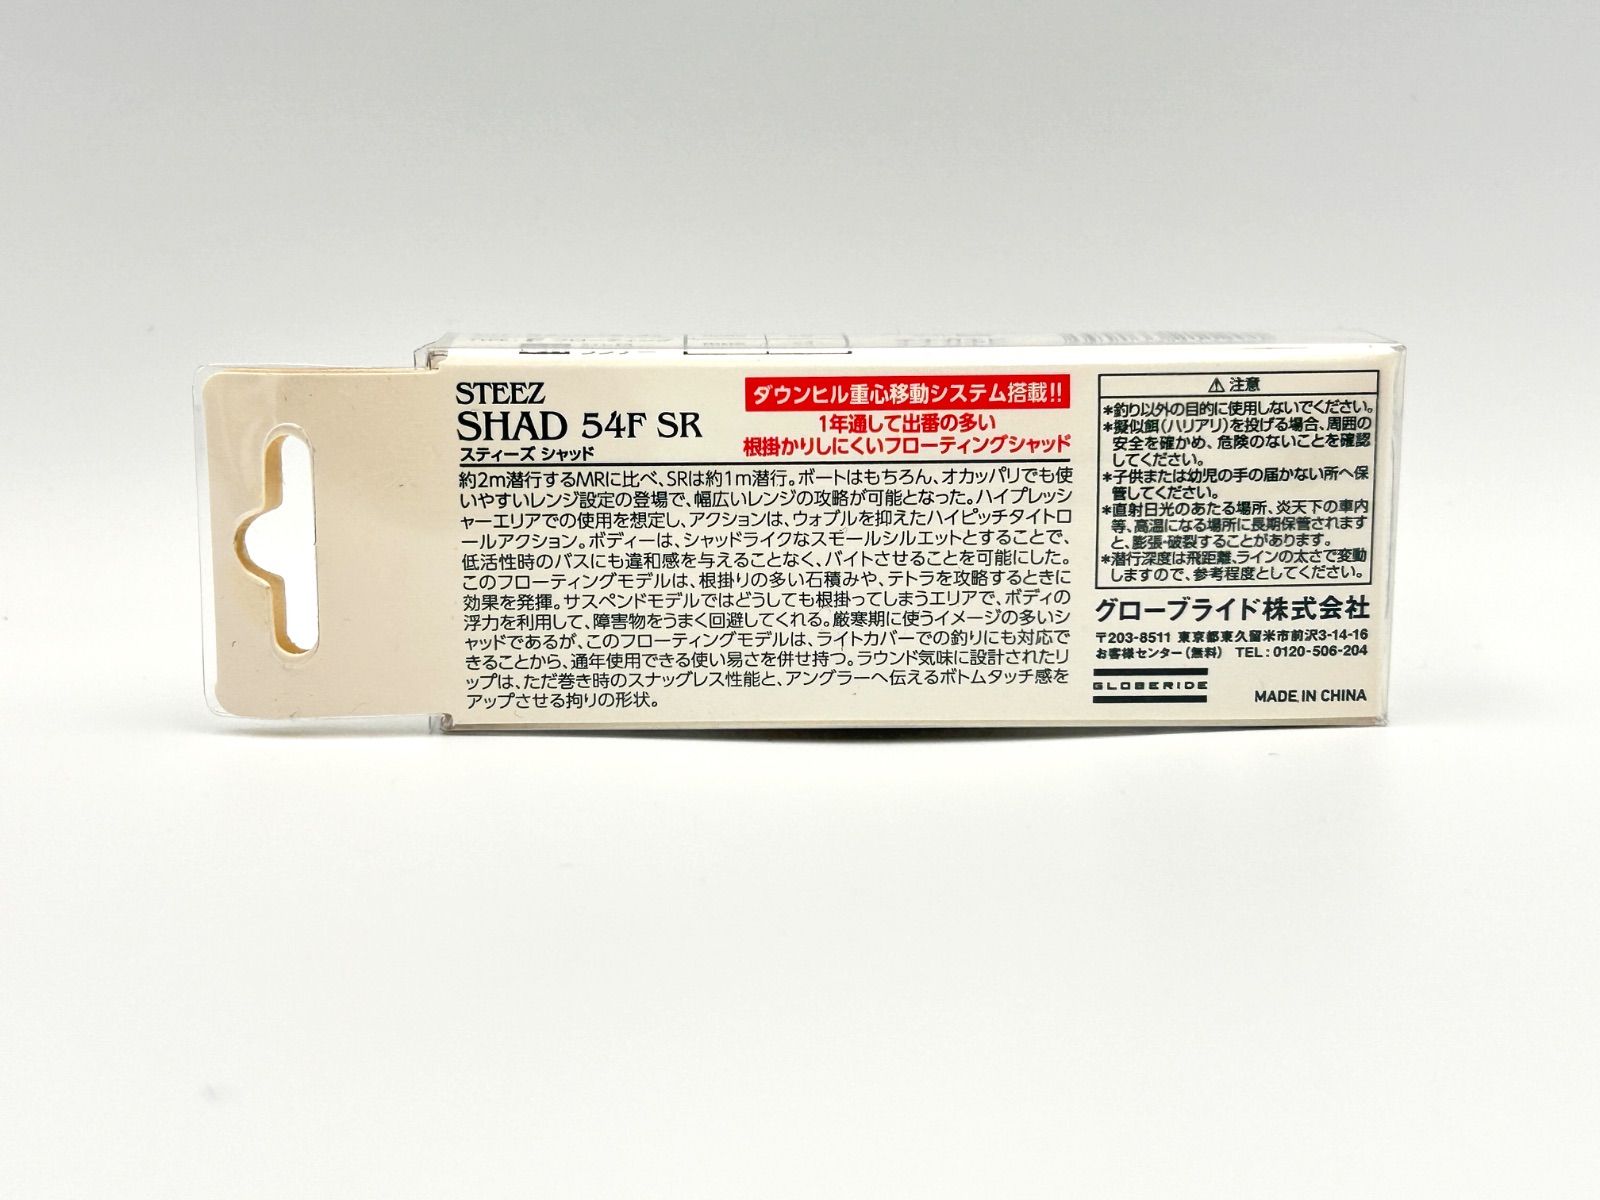 STEEZ
SHAD 54F SR
スティーズ シャッド
ダウンヒル重心移動システム搭載!!
1年通して出番の多い
根掛かりしにくいフローティングシャッド
約2m潜行するMRに比べ、SRは約1m潜行。ボートはもちろん、オカッパリでも使
いやすいレンジ設定の登場で、幅広いレンジの攻略が可能となった。ハイプレッシ
ャーエリアでの使用を想定し、アクションは、ウォブルを抑えたハイピッチタイトロ
ールアクション。ボディーは、シャッドライクなスモールシルエットとすることで、
低活性時のバスにも違和感を与えることなく、バイトさせることを可能にした。
このフローティングモデルは、根掛りの多い石積みや、テトラを攻略するときに
効果を発揮。サスペンドモデルではどうしても根掛ってしまうエリアで、ボディの
浮力を利用して、障害物をうまく回避してくれる。厳寒期に使うイメージの多いシ
ャッドであるが、このフローティングモデルは、ライトカバーでの釣りにも対応で
きることから、通年使用できる使い易さを併せ持つ。ラウンド気味に設計されたリ
ップは、ただ巻き時のスナッグレス性能と、アングラーへ伝えるボトムタッチ感を
アップさせる拘りの形状。
⚠注意
*釣り以外の目的に使用しないでください。
*擬似餌(ハリアリ)を投げる場合、周囲の
安全を確かめ、危険のないことを確認
してください。
*子供または幼児の手の届かない所へ保
管してください。
*直射日光のあたる場所、炎天下の車内
等、高温になる場所に長期保管されます
と、膨張・破裂することがあります。
*潜行深度は飛距離、ラインの太さで変動
しますので、参考程度としてください。
グローブライド株式会社
〒203-8511 東京都東久留米市前沢3-14-16
お客様センター(無料) TEL:0120-506-204
GLOBERIDE
MADE IN CHINA